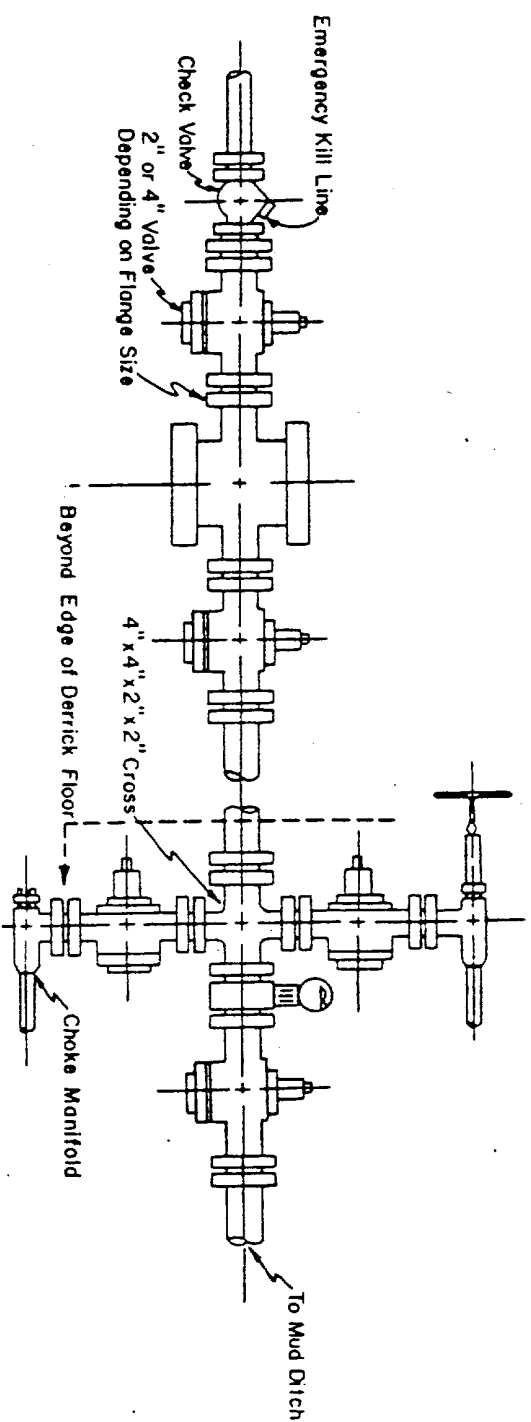 Emergency Kill Line
Check Valve
2" or 4" Valve
Depending on Flange Size
Beyond Edge of Derrick Floor
4"x4"x2"x2" Cross
Choke Manifold
To Mud Ditch